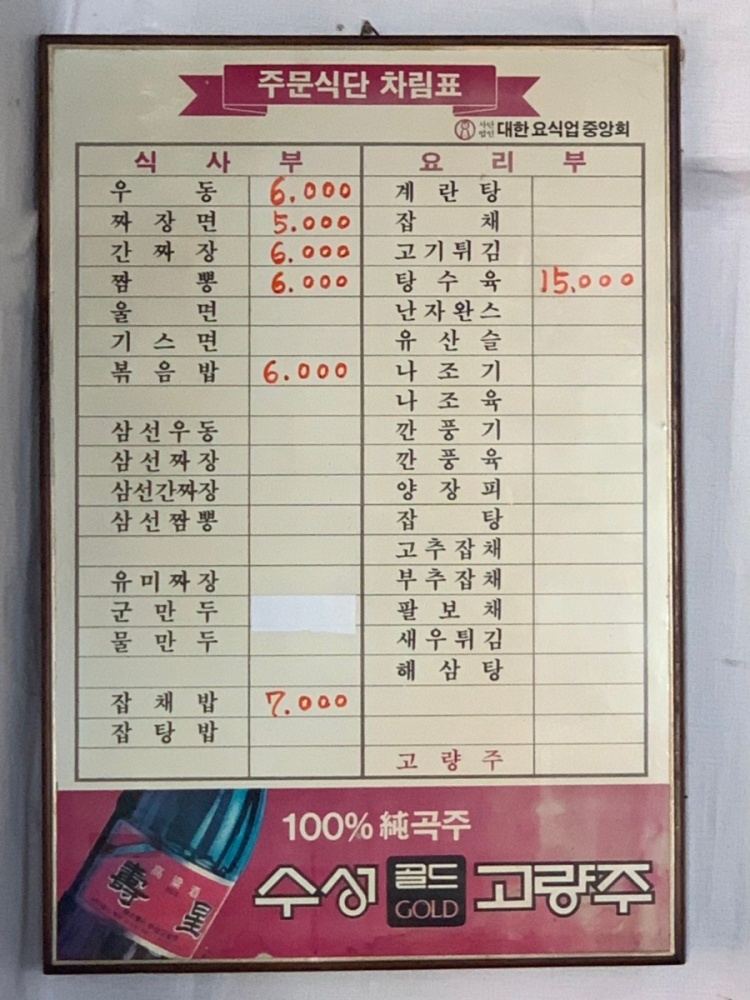 주문식단 차림표
사단법인 대한요식업중앙회
식 사 부
우 동 6.000
짜 장 면 5.000
간 짜 장 6.000
짬 뽕 6.000
울 면
기 스 면
볶 음 밥 6.000
삼선우동
삼선짜장
삼선간짜장
삼선짬뽕
유미짜장
군 만 두
물 만 두
잡 채 밥 7.000
잡 탕 밥
요 리 부
계 란 탕
잡 채
고기튀김
탕 수 육 15.000
난자완스
유 산 슬
나 조 기
나 조 육
깐 풍 기
깐 풍 육
양 장 피
잡 탕
고추잡채
부추잡채
팔 보 채
새우튀김
해 삼 탕
고 량 주
100% 純곡주
수성 골드 GOLD 고량주
高粱酒
壽星